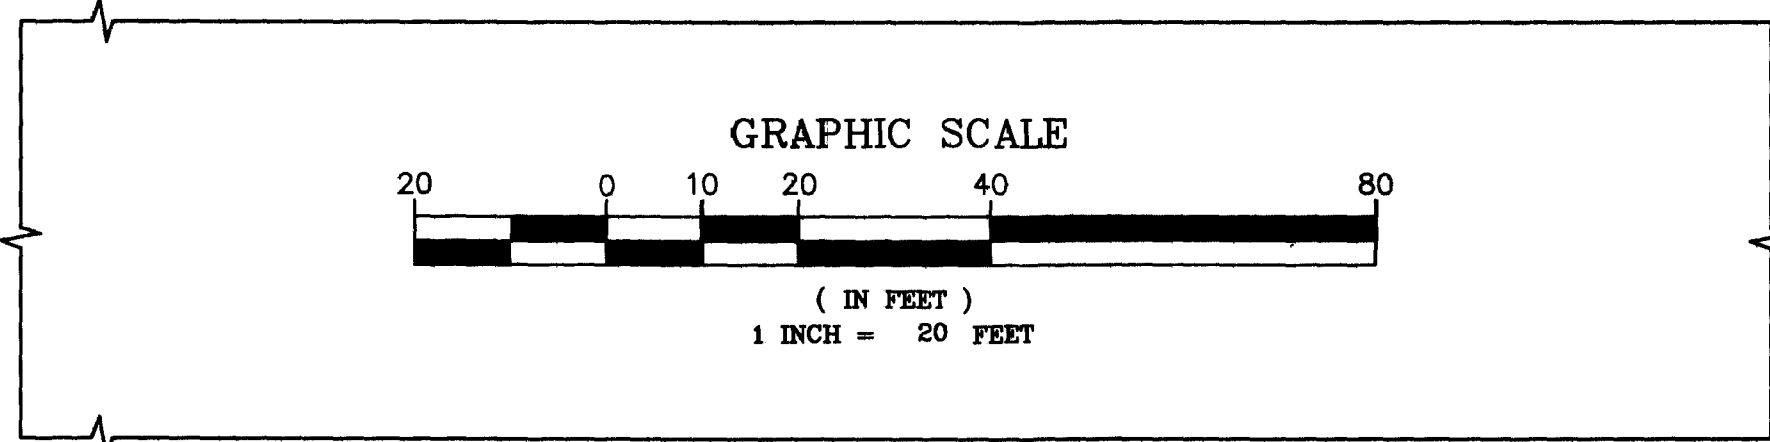 GRAPHIC SCALE
20 0 10 20 40 80
( IN FEET )
1 INCH = 20 FEET